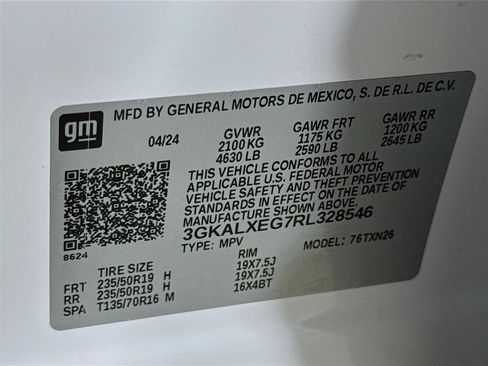 gm
MFD BY GENERAL MOTORS DE MEXICO, S. DE R.L. DE C.V.
04/24 GVWR GAWR FRT GAWR RR
2100 KG 1175 KG 1200 KG
4630 LB 2590 LB 2645 LB
THIS VEHICLE CONFORMS TO ALL
APPLICABLE U.S. FEDERAL MOTOR
VEHICLE SAFETY AND THEFT PREVENTION
STANDARDS IN EFFECT ON THE DATE OF
MANUFACTURE SHOWN ABOVE.
3GKALXEG7RL328546
8624 TYPE: MPV MODEL: 76TXN26
TIRE SIZE RIM
FRT 235/50R19 H 19X7.5J
RR 235/50R19 H 19X7.5J
SPA T135/70R16 M 16X4BT